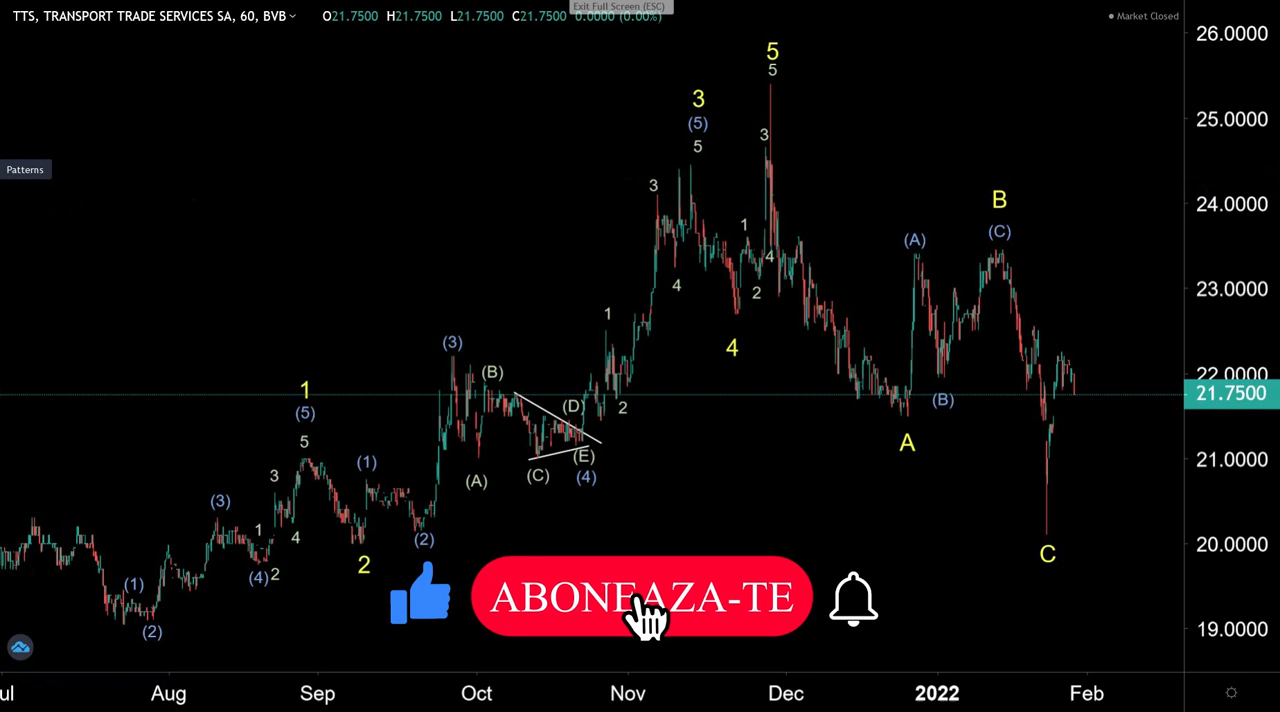 TTS, TRANSPORT TRADE SERVICES SA, 60, BVB O21.7500 H21.7500 L21.7500 C21.7500 0.0000 (0.00%)
Exit Full Screen (ESC)
Market Closed
Patterns
26.0000
25.0000
24.0000
23.0000
22.0000
21.7500
21.0000
20.0000
19.0000
5
5
3
(5)
5
3
3
4
1
2
4
4
B
(C)
(A)
(B)
A
C
1
2
(3)
(B)
(D)
(A)
(C)
(E)
(4)
1
(5)
5
3
4
1
2
(3)
(4)
(1)
(2)
(1)
2
(2)
ABONEAZA-TE
ul Aug Sep Oct Nov Dec 2022 Feb